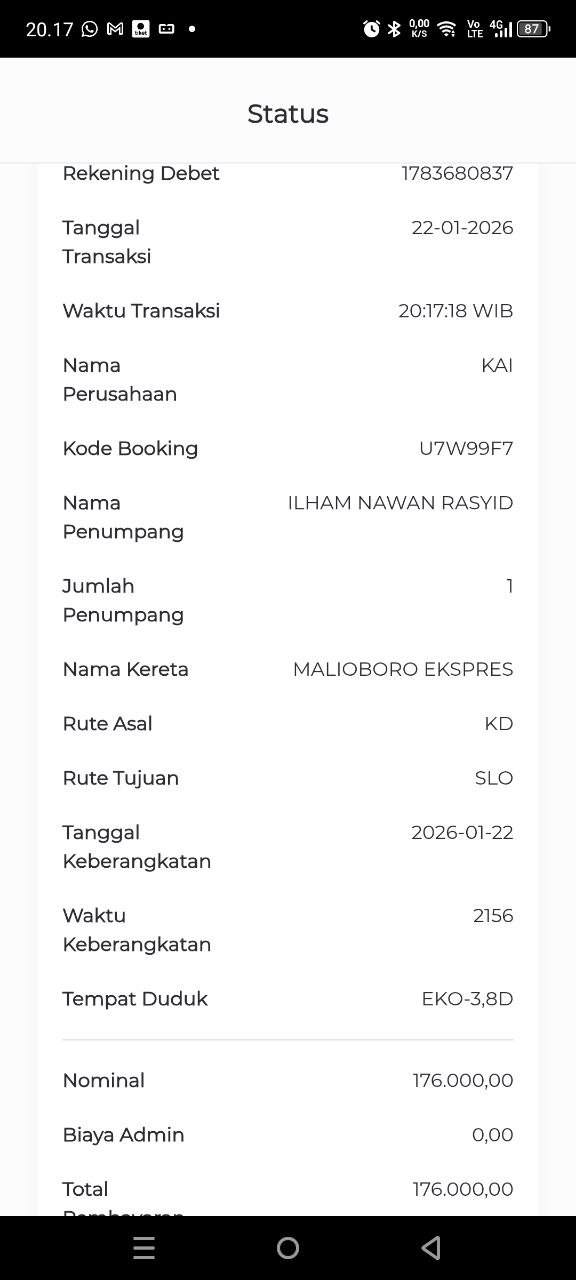 20.17
0,00
K/S
Vo
LTE
4G
87
Status
Rekening Debet 1783680837
Tanggal 22-01-2026
Transaksi
Waktu Transaksi 20:17:18 WIB
Nama KAI
Perusahaan
Kode Booking U7W99F7
Nama ILHAM NAWAN RASYID
Penumpang
Jumlah 1
Penumpang
Nama Kereta MALIOBORO EKSPRES
Rute Asal KD
Rute Tujuan SLO
Tanggal 2026-01-22
Keberangkatan
Waktu 2156
Keberangkatan
Tempat Duduk EKO-3,8D
Nominal 176.000,00
Biaya Admin 0,00
Total 176.000,00
Pembayaran